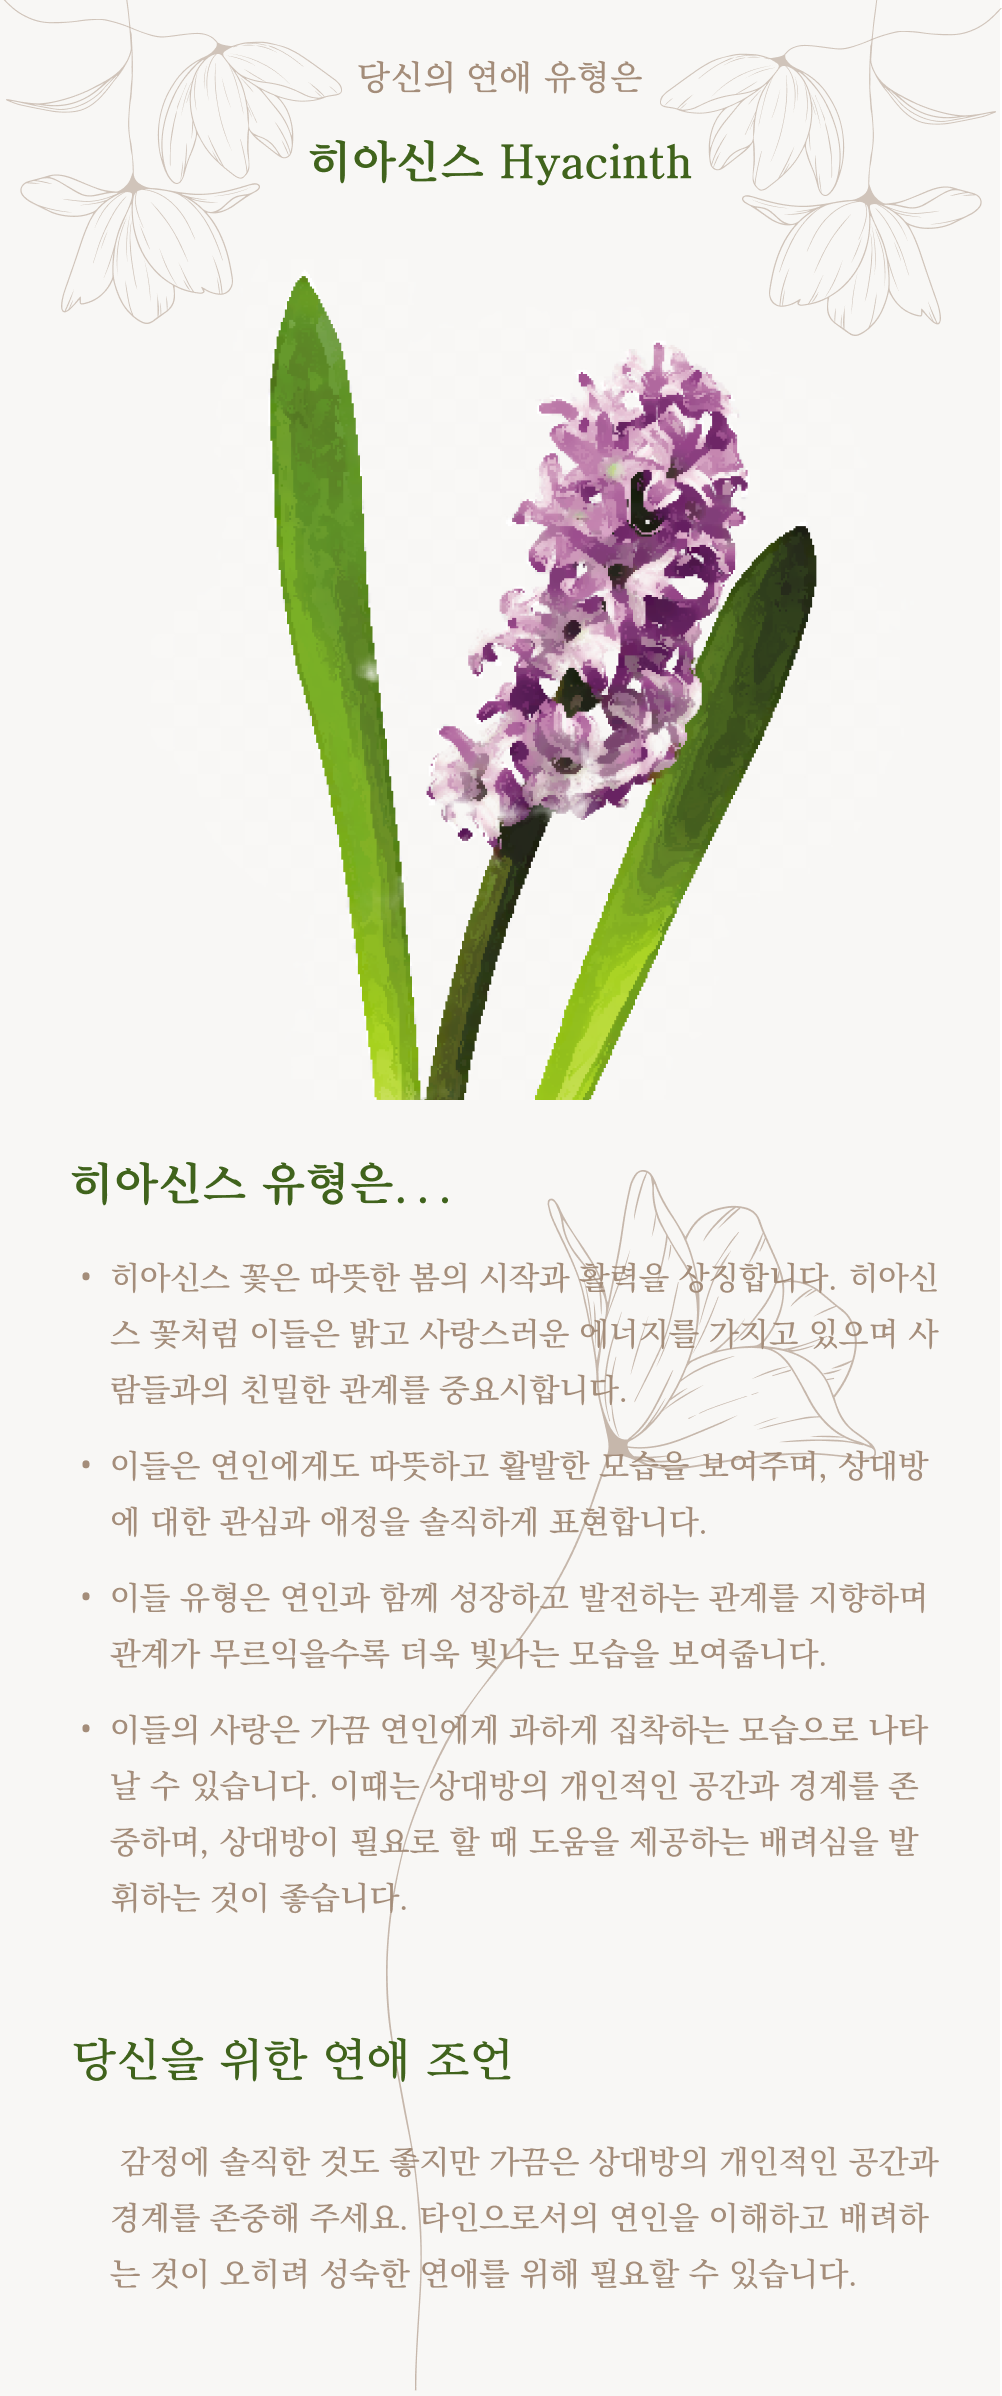 당신의 연애 유형은
히아신스 Hyacinth
히아신스 유형은...
• 히아신스 꽃은 따뜻한 봄의 시작과 활력을 상징합니다. 히아신
스 꽃처럼 이들은 밝고 사랑스러운 에너지를 가지고 있으며 사
람들과의 친밀한 관계를 중요시합니다.
• 이들은 연인에게도 따뜻하고 활발한 모습을 보여주며, 상대방
에 대한 관심과 애정을 솔직하게 표현합니다.
• 이들 유형은 연인과 함께 성장하고 발전하는 관계를 지향하며
관계가 무르익을수록 더욱 빛나는 모습을 보여줍니다.
• 이들의 사랑은 가끔 연인에게 과하게 집착하는 모습으로 나타
날 수 있습니다. 이때는 상대방의 개인적인 공간과 경계를 존
중하며, 상대방이 필요로 할 때 도움을 제공하는 배려심을 발
휘하는 것이 좋습니다.
당신을 위한 연애 조언
감정에 솔직한 것도 좋지만 가끔은 상대방의 개인적인 공간과
경계를 존중해 주세요. 타인으로서의 연인을 이해하고 배려하
는 것이 오히려 성숙한 연애를 위해 필요할 수 있습니다.